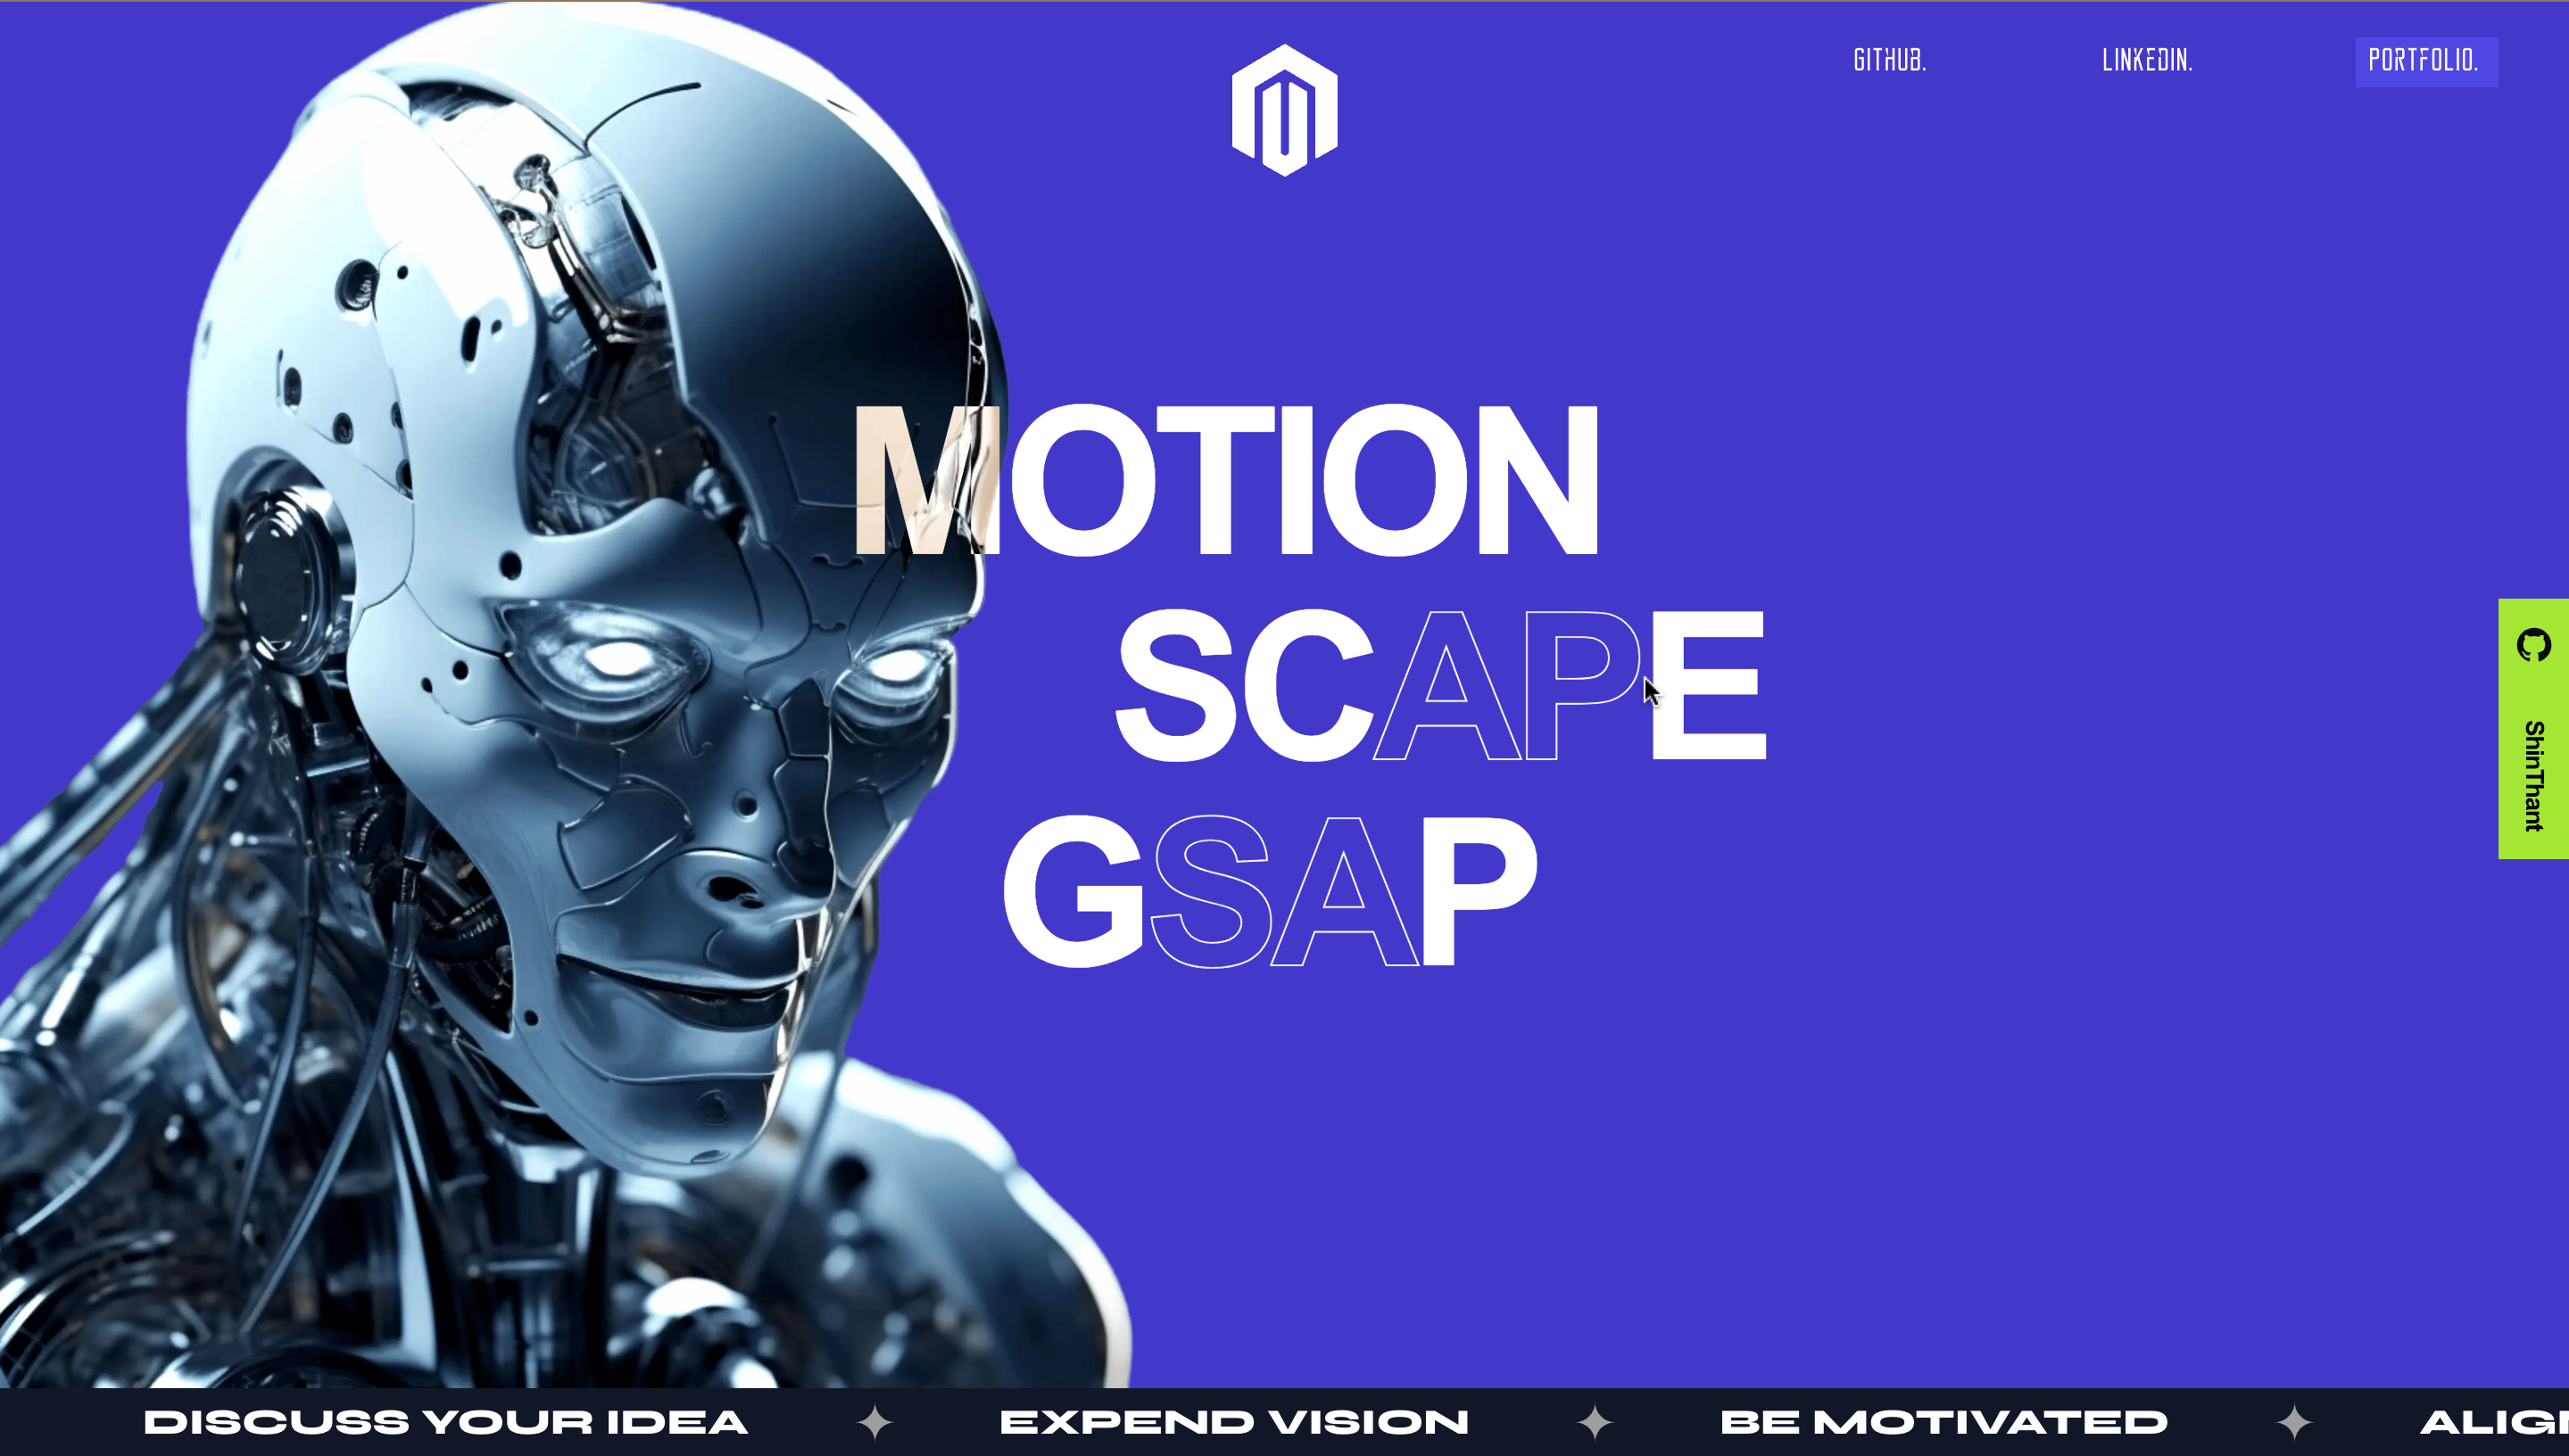 GITHUB.
LINKEDIN.
PORTFOLIO.
MOTION
SCAPE
GSAP
ShinThant
DISCUSS YOUR IDEA
EXPEND VISION
BE MOTIVATED